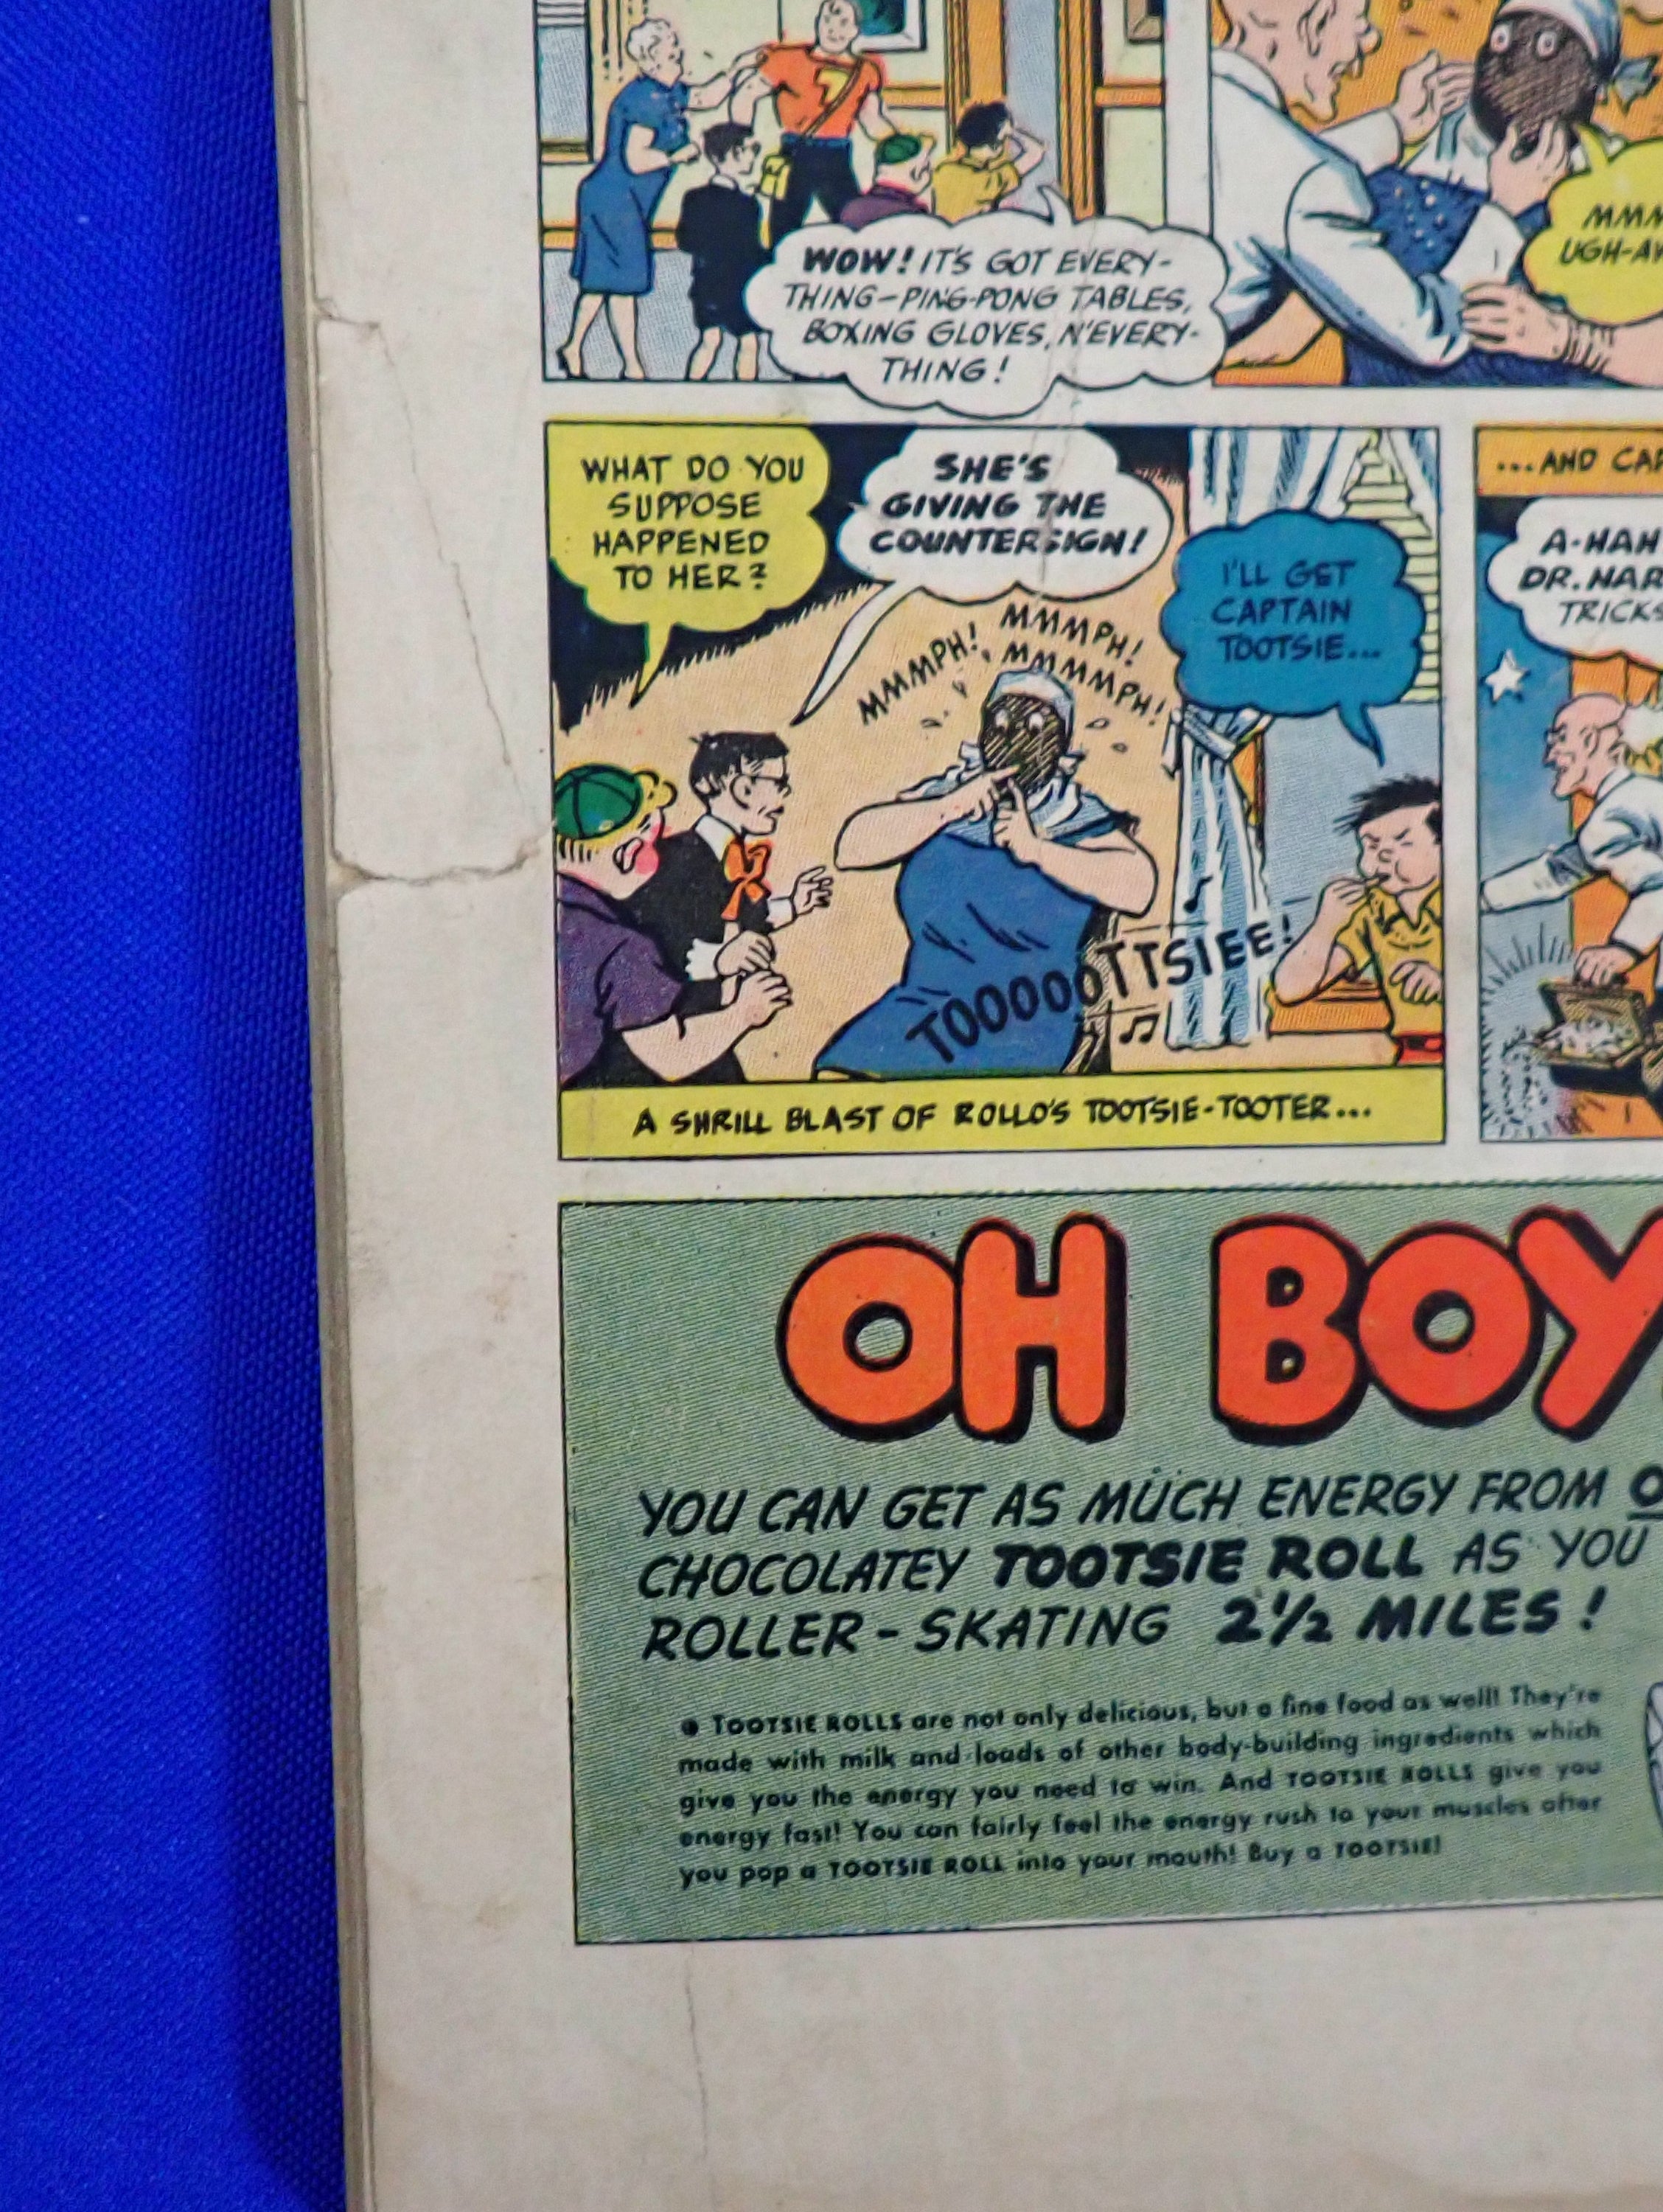 WOW! IT'S GOT EVERY-
THING—PING-PONG TABLES,
BOXING GLOVES, N'EVERY-
THING!
UGH-
WHAT DO YOU
SUPPOSE
HAPPENED
TO HER?
SHE'S
GIVING THE
COUNTERSIGN!
MMMPH! MMMPH!
MMMMPH!
I'LL GET
CAPTAIN
TOOTSIE...
TOOOOOTTSIEE!
A SHRILL BLAST OF ROLLO'S TOOTSIE-TOOTER...
...AND
A-HAH
DR.
TRICKS
OH BOY
YOU CAN GET AS MUCH ENERGY FROM
CHOCOLATEY TOOTSIE ROLL AS YOU
ROLLER-SKATING 2½ MILES!
● TOOTSIE ROLLS are not only delicious, but a fine food as well! They're
made with milk and loads of other body-building ingredients which
give you the energy you need to win. And TOOTSIE ROLLS give you
energy fast! You can fairly feel the energy rush to your muscles after
you pop a TOOTSIE ROLL into your mouth! Buy a TOOTSIE!